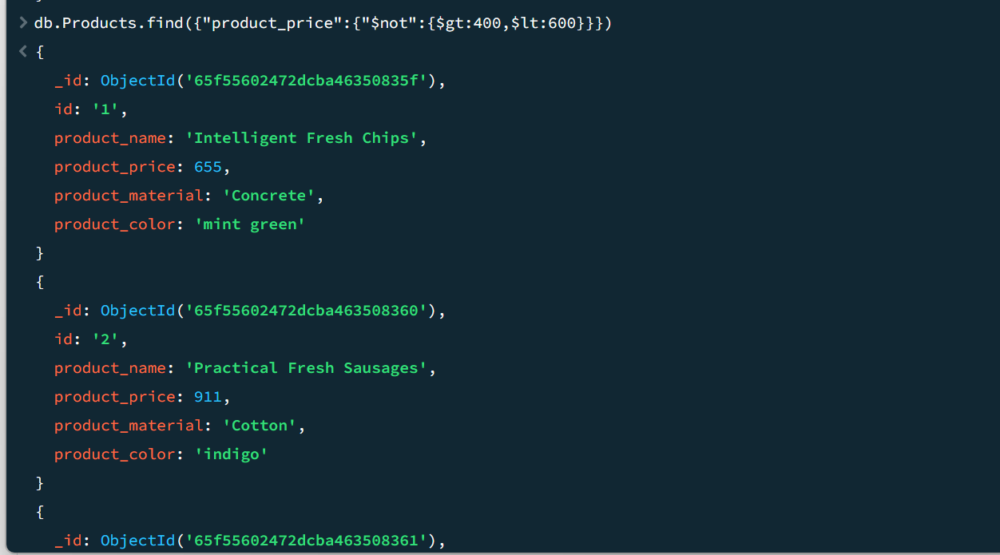 > db.Products.find({"product_price":{"$not":{$gt:400,$lt:600}}})
< {
_id: ObjectId('65f55602472dcba46350835f'),
id: '1',
product_name: 'Intelligent Fresh Chips',
product_price: 655,
product_material: 'Concrete',
product_color: 'mint green'
}
{
_id: ObjectId('65f55602472dcba463508360'),
id: '2',
product_name: 'Practical Fresh Sausages',
product_price: 911,
product_material: 'Cotton',
product_color: 'indigo'
}
{
_id: ObjectId('65f55602472dcba463508361'),